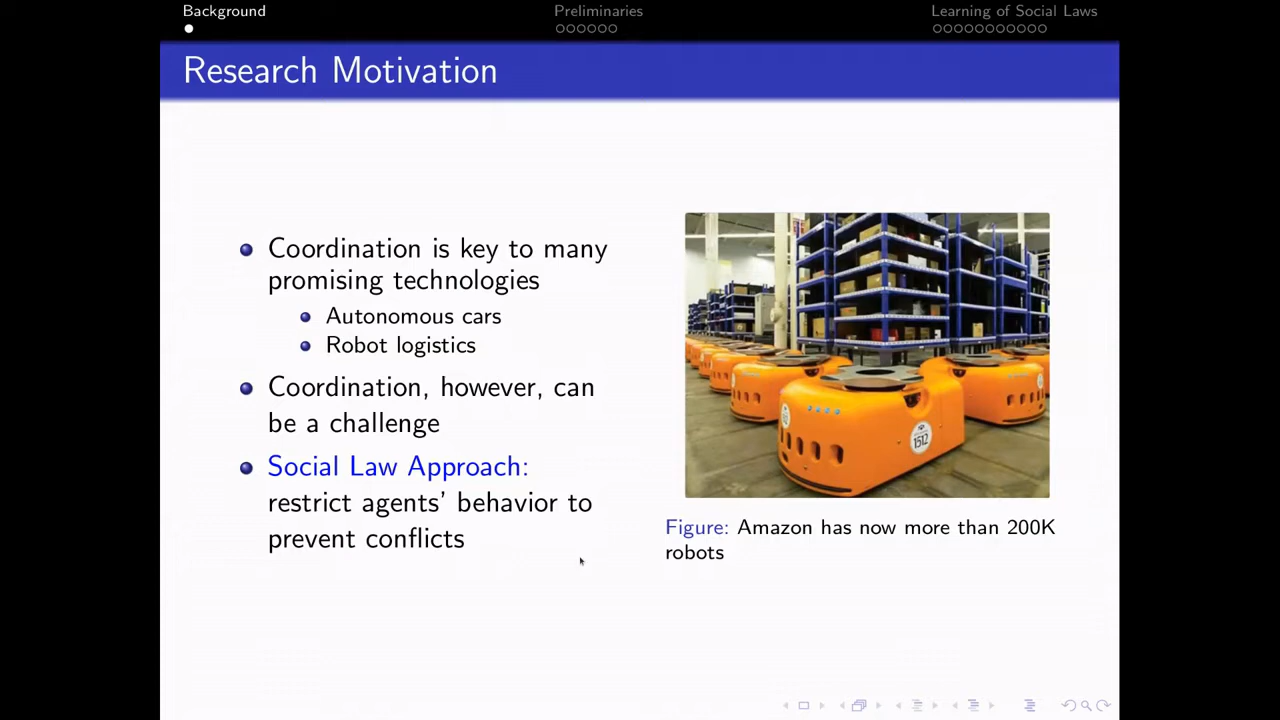 Background
Preliminaries
Learning of Social Laws
Research Motivation
Coordination is key to many
promising technologies
Autonomous cars
Robot logistics
Coordination, however, can
be a challenge
Social Law Approach:
restrict agents' behavior to
prevent conflicts
1512
Figure: Amazon has now more than 200K
robots